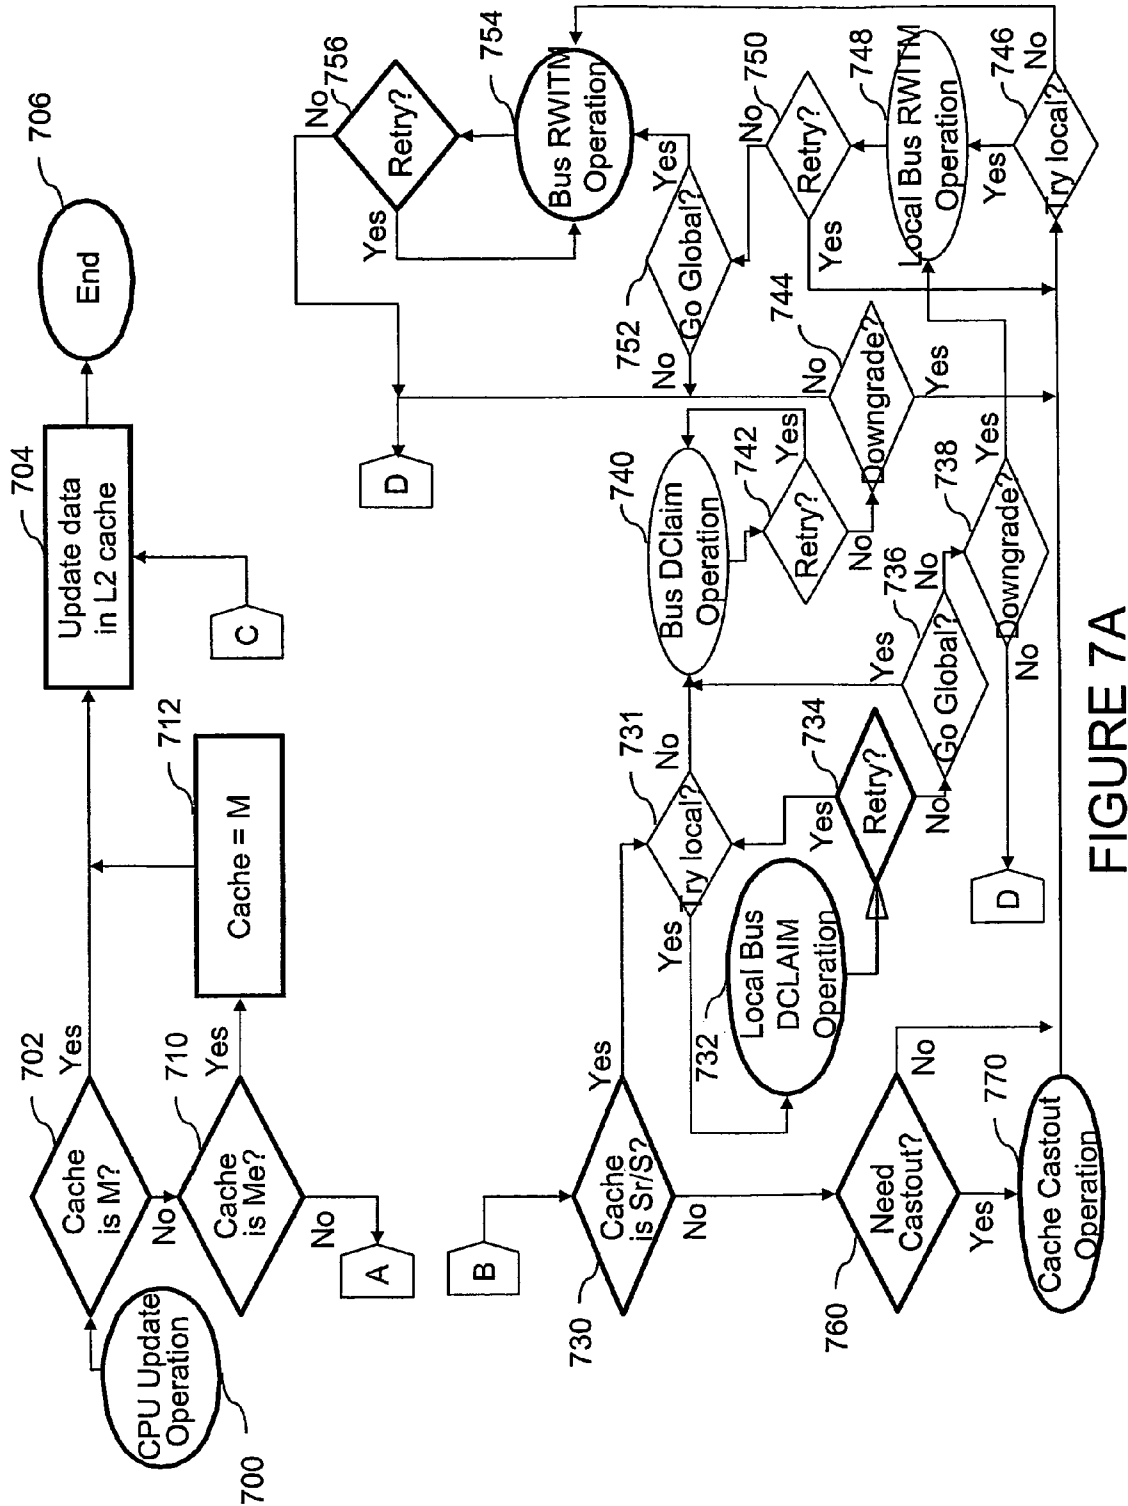 700
CPU Update
Operation
702
Cache
is M?
Yes
No
704
Update data
in L2 cache
706
End
710
Cache
is Me?
Yes
No
712
Cache = M
C
A
B
730
Cache
is Sr/S?
Yes
No
731
Try local?
Yes
No
732
Local Bus
DCLAIM
Operation
734
Retry?
Yes
No
736
Go Global?
Yes
No
738
Downgrade?
Yes
No
D
740
Bus DClaim
Operation
742
Retry?
Yes
No
744
Downgrade?
No
Yes
D
746
Try local?
Yes
No
748
Local Bus RWITM
Operation
750
Retry?
No
Yes
752
Go Global?
Yes
No
754
Bus RWITM
Operation
756
Retry?
No
Yes
760
Need
Castout?
No
Yes
770
Cache Castout
Operation
FIGURE 7A